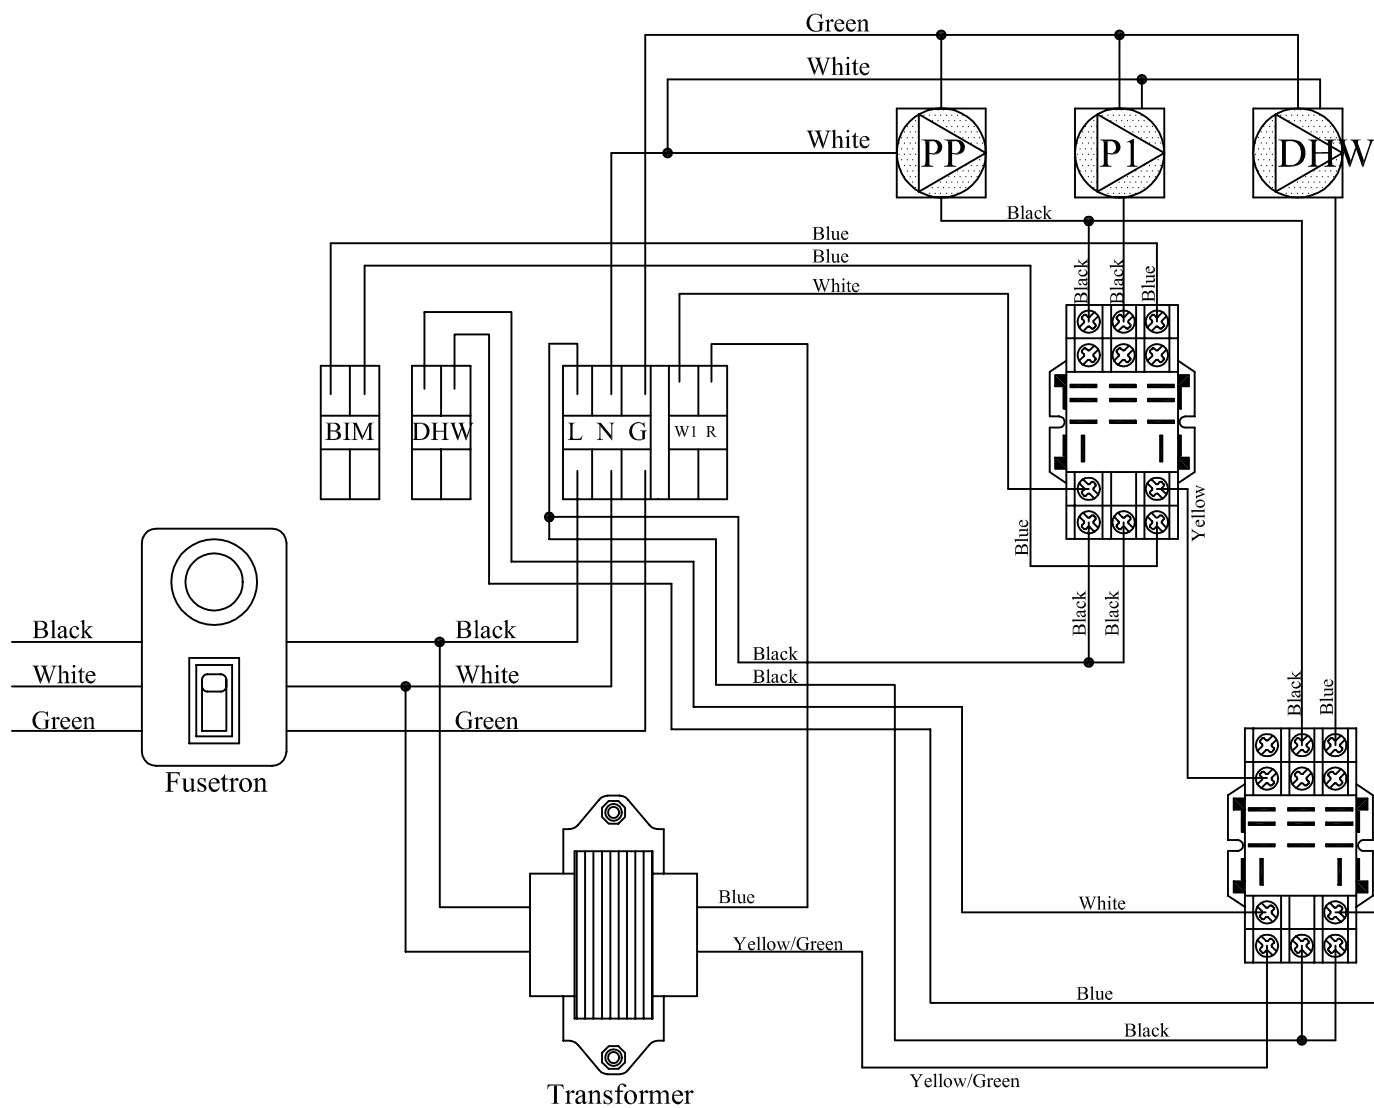 Green
White
White
PP
P1
DHW
Black
Blue
Blue
White
Black
Black
Blue
BIM
DHW
L N G
W1 R
Yellow
Blue
Black
Black
Black
White
Green
Black
White
Green
Fusetron
Black
Black
Black
Blue
Blue
Yellow/Green
White
Blue
Black
Yellow/Green
Transformer